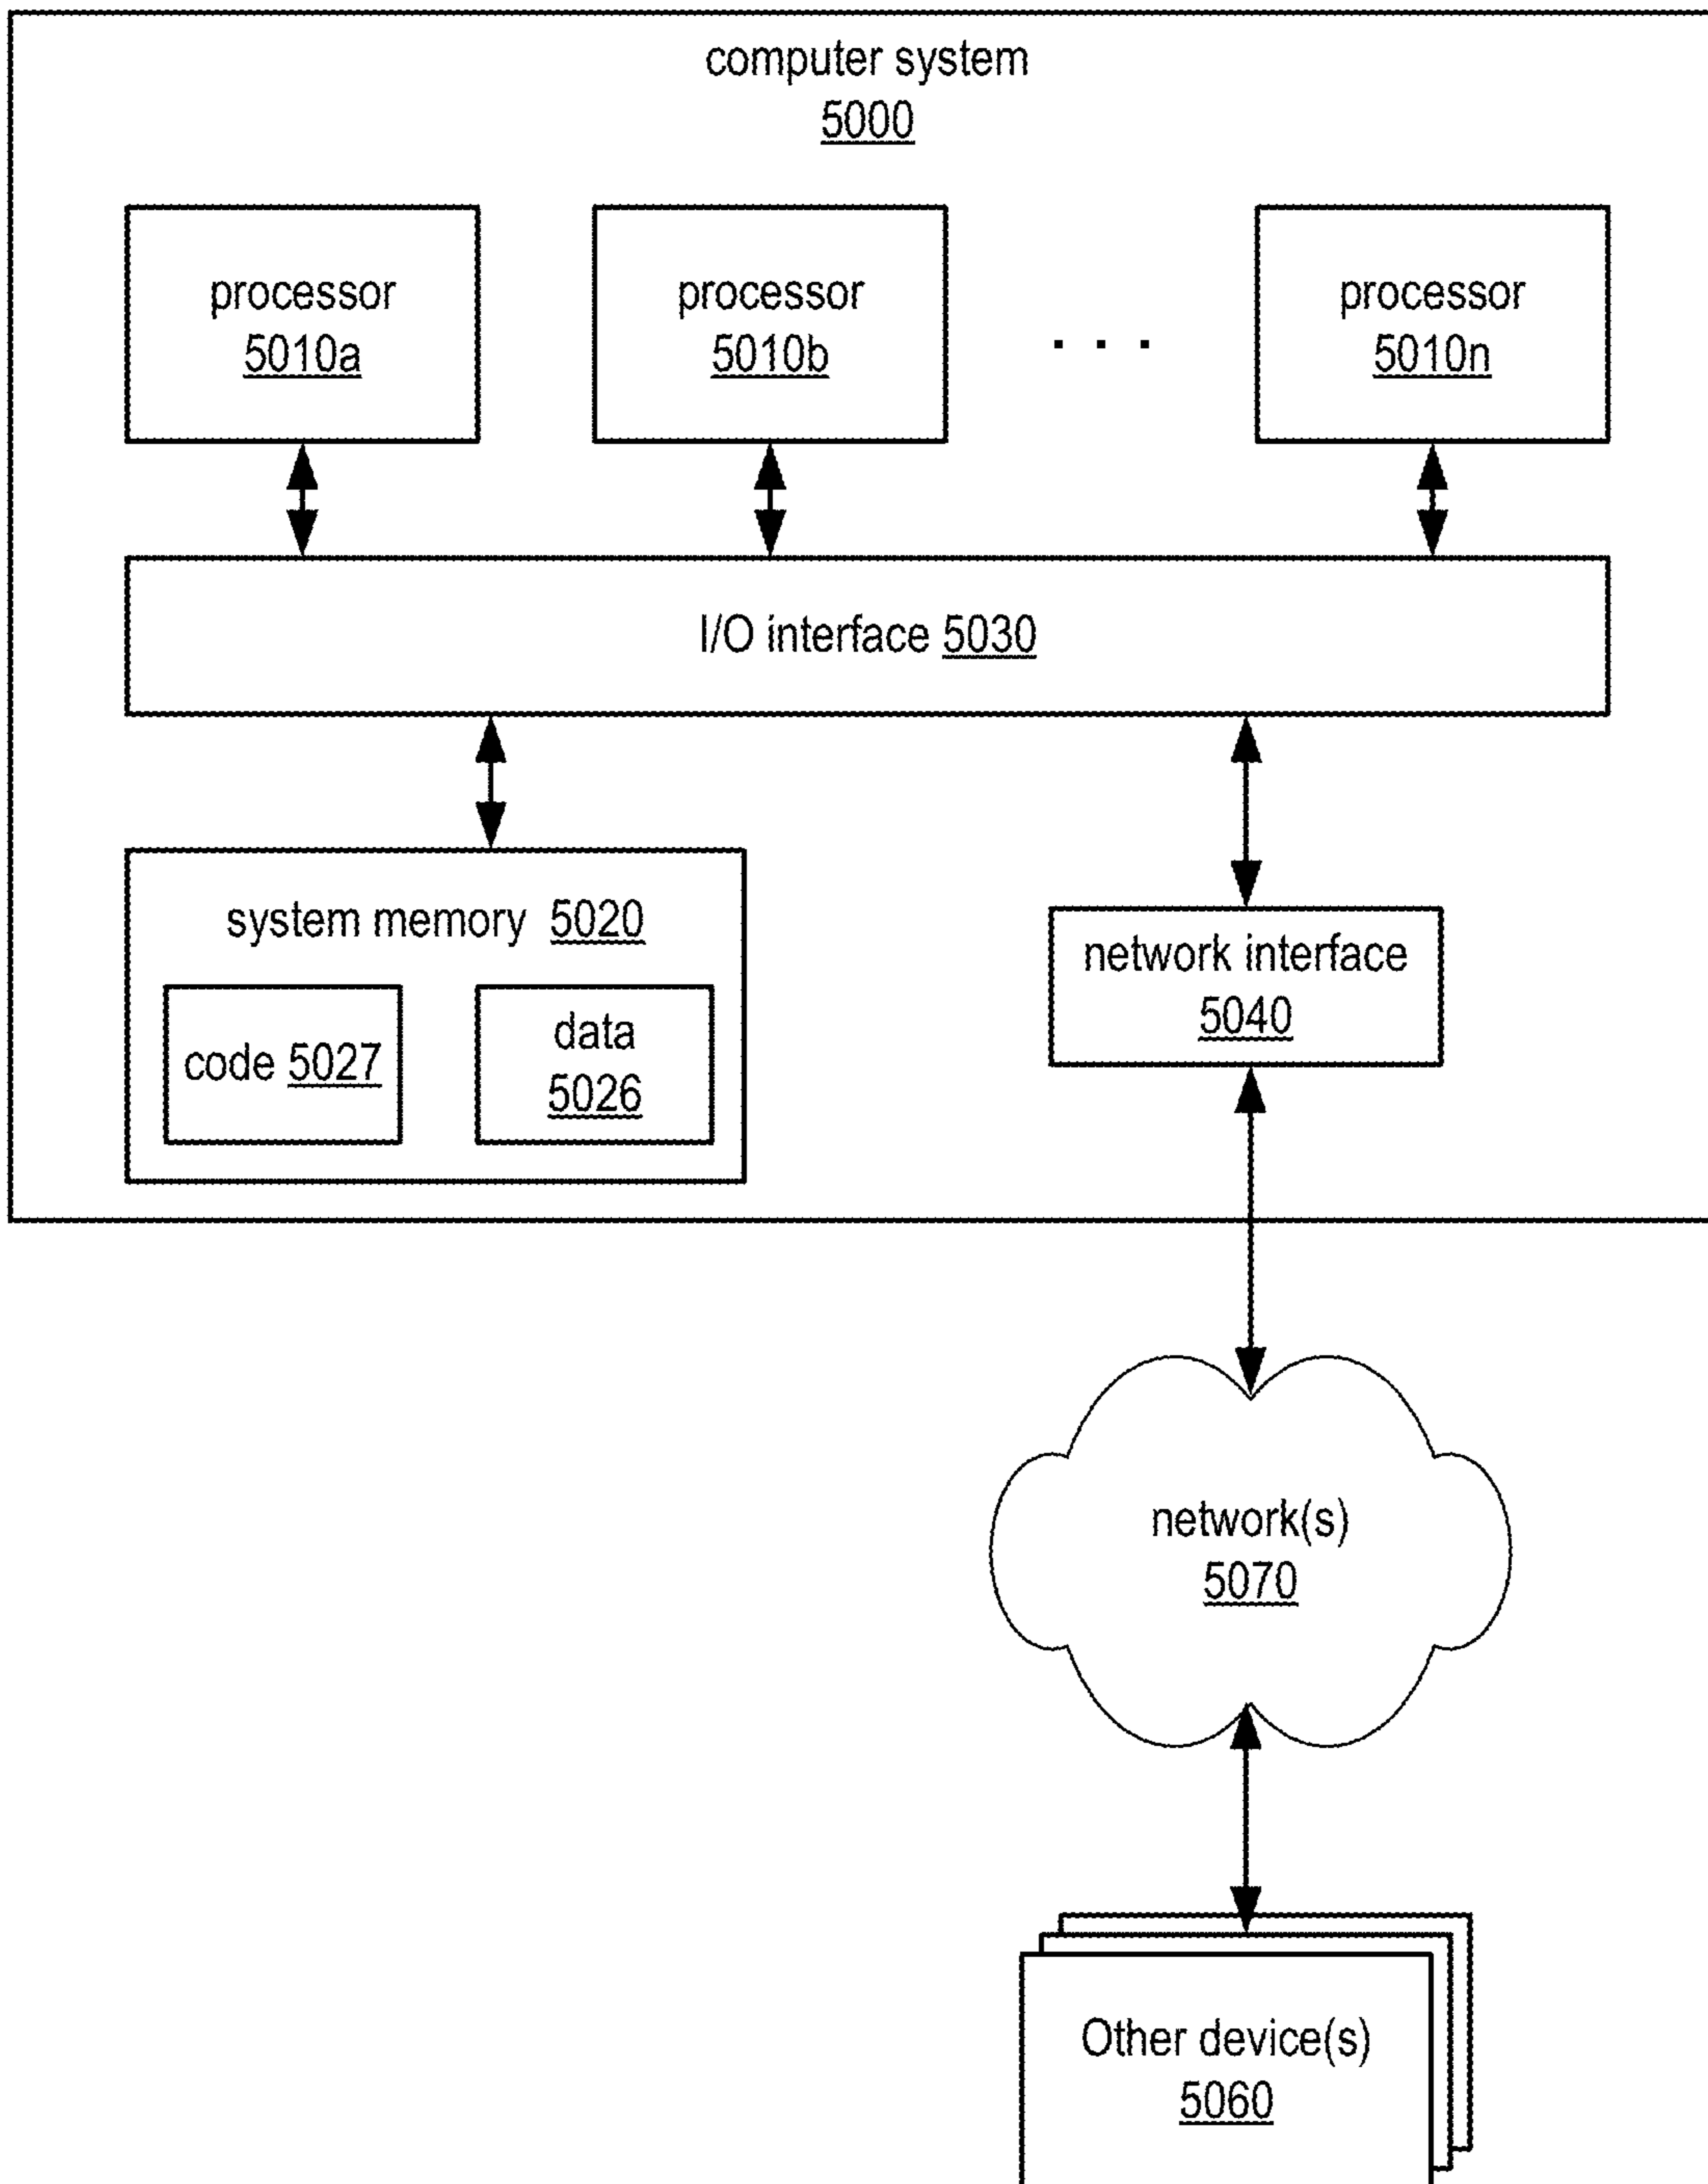 computer system
5000
processor
5010a
processor
5010b
. . .
processor
5010n
I/O interface 5030
system memory 5020
code 5027
data
5026
network interface
5040
network(s)
5070
Other device(s)
5060